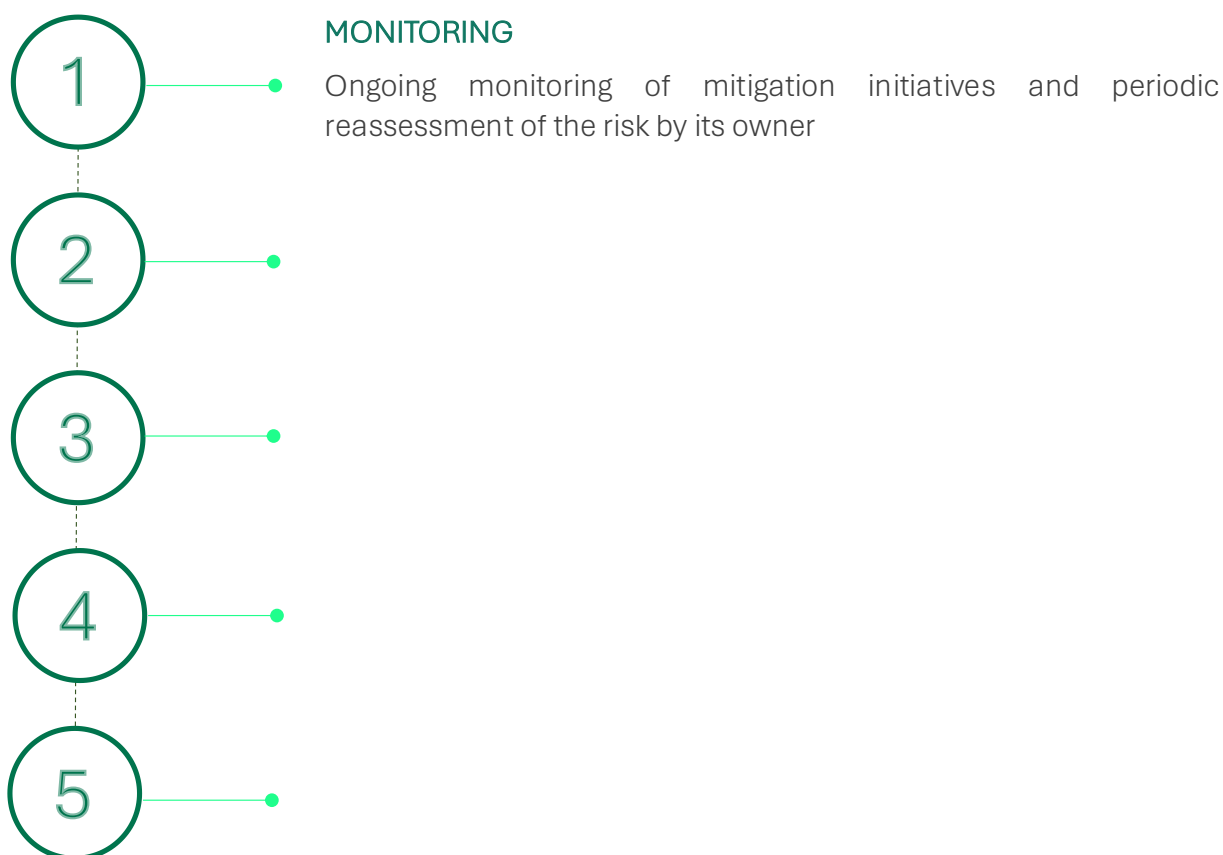 1
MONITORING
Ongoing monitoring of mitigation initiatives and periodic
reassessment of the risk by its owner
2
3
4
5